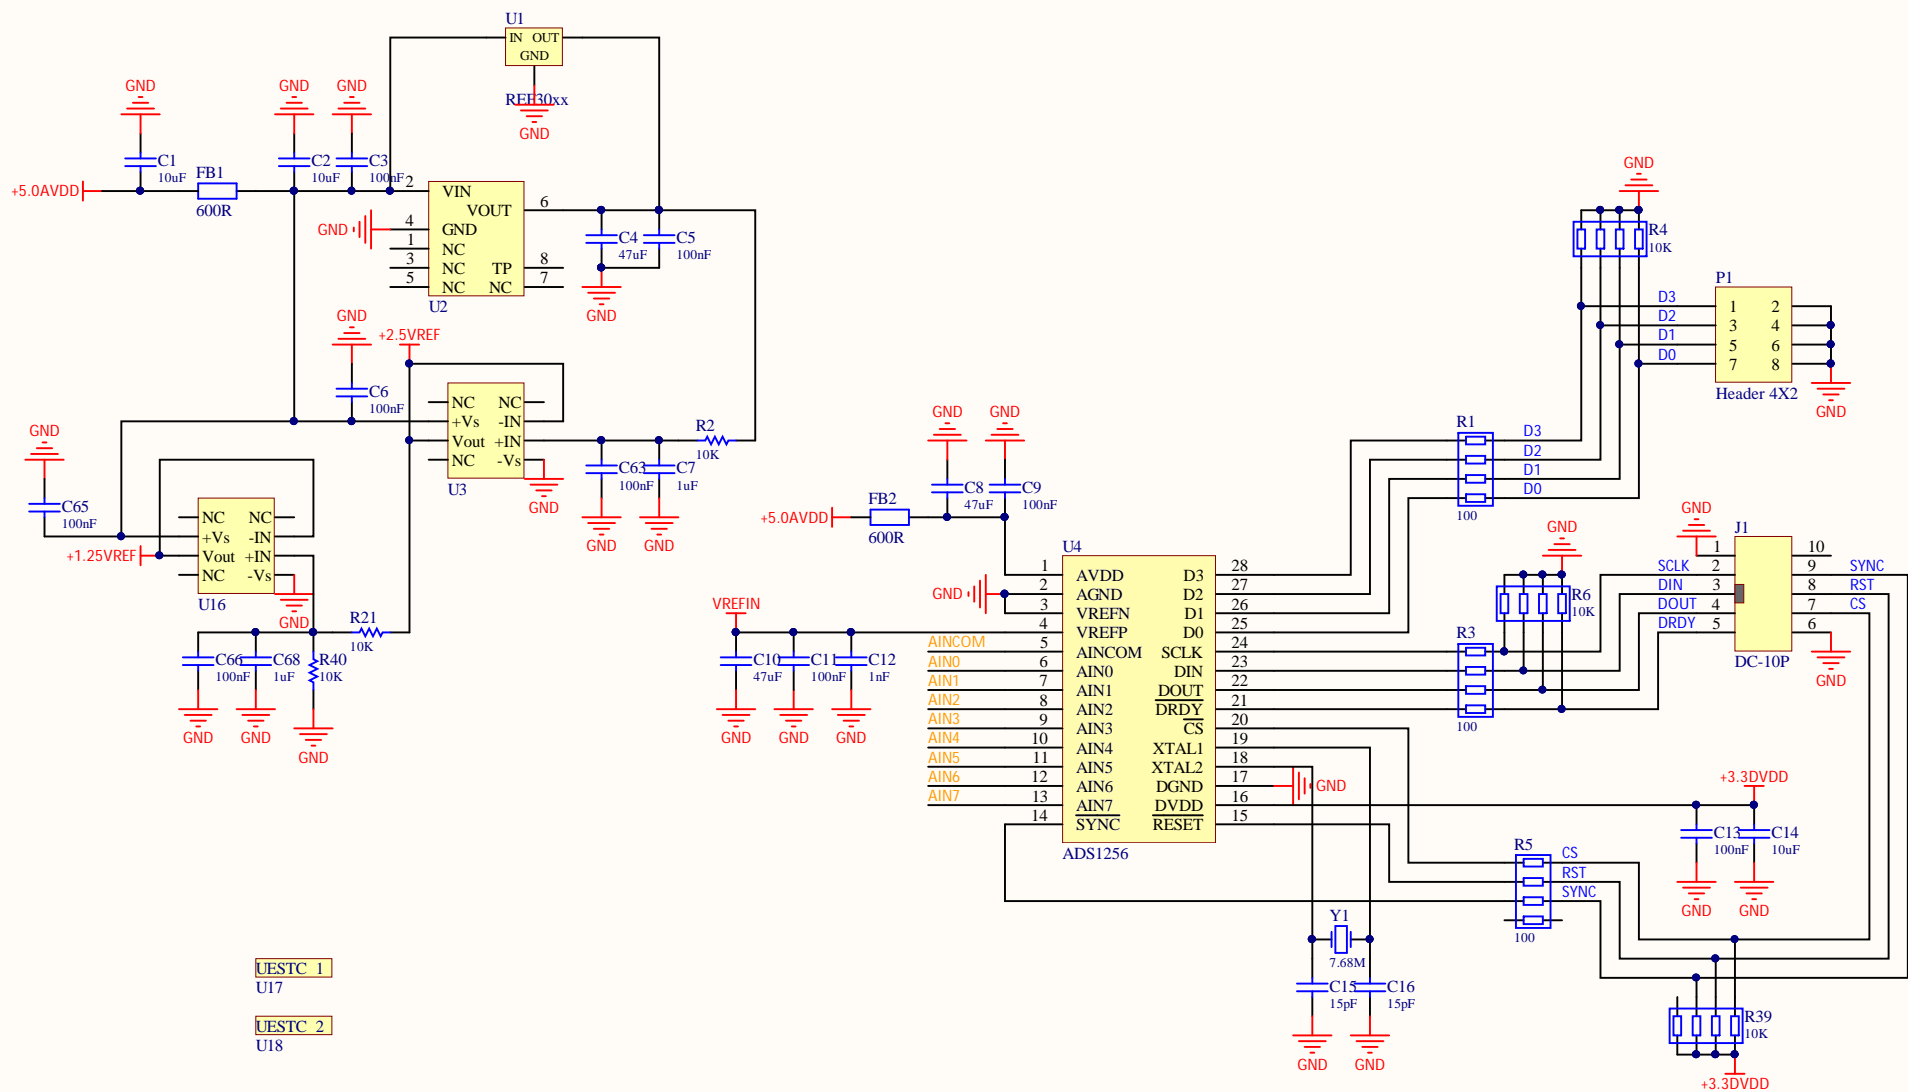 U1
IN OUT
GND
REF30xx
GND
GND
GND
GND
C1
10uF
FB1
600R
+5.0AVDD
C2
10uF
C3
100nF
2
VIN
VOUT
6
4
GND
GND
1
NC
3
NC
TP
8
5
NC
NC
7
U2
C4
47uF
C5
100nF
GND
GND
+2.5VREF
C6
100nF
NC
NC
+Vs
-IN
Vout
+IN
NC
-Vs
U3
GND
R2
10K
C63
100nF
C7
1uF
GND
GND
GND
C65
100nF
+1.25VREF
NC
NC
+Vs
-IN
Vout
+IN
NC
-Vs
U16
GND
R21
10K
C66
100nF
C68
1uF
R40
10K
GND
GND
GND
UESTC 1
U17
UESTC 2
U18
GND
GND
C8
47uF
C9
100nF
+5.0AVDD
FB2
600R
U4
1
AVDD
D3
28
GND
2
AGND
D2
27
3
VREFN
D1
26
VREFIN
4
VREFP
D0
25
AINCOM
5
AINCOM
SCLK
24
AIN0
6
AIN0
DIN
23
AIN1
7
AIN1
DOUT
22
AIN2
8
AIN2
DRDY
21
AIN3
9
AIN3
CS
20
AIN4
10
AIN4
XTAL1
19
AIN5
11
AIN5
XTAL2
18
AIN6
12
AIN6
DGND
17
GND
AIN7
13
AIN7
DVDD
16
14
SYNC
RESET
15
ADS1256
C10
47uF
C11
100nF
C12
1nF
GND
GND
GND
GND
R4
10K
P1
D3
1
2
D2
3
4
D1
5
6
D0
7
8
Header 4X2
GND
R1
D3
D2
D1
D0
100
GND
R6
10K
R3
100
GND
J1
1
10
SCLK
2
9
SYNC
DIN
3
8
RST
DOUT
4
7
CS
DRDY
5
6
DC-10P
GND
+3.3DVDD
C13
100nF
C14
10uF
GND
GND
R5
CS
RST
SYNC
100
Y1
7.68M
C15
15pF
C16
15pF
GND
GND
R39
10K
+3.3DVDD